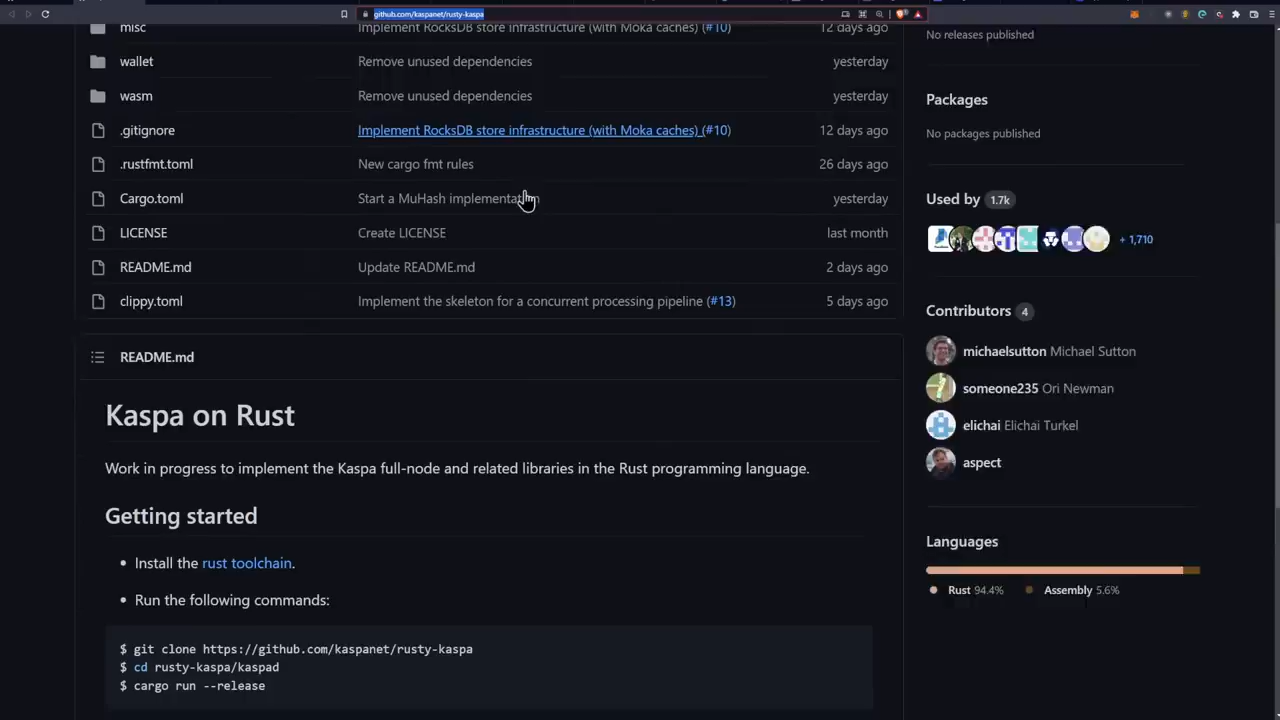 github.com/kaspanet/rusty-kaspa
misc Implement RocksDB store infrastructure (with Moka caches) (#10) 12 days ago
wallet Remove unused dependencies yesterday
wasm Remove unused dependencies yesterday
.gitignore Implement RocksDB store infrastructure (with Moka caches) (#10) 12 days ago
.rustfmt.toml New cargo fmt rules 26 days ago
Cargo.toml Start a MuHash implementation yesterday
LICENSE Create LICENSE last month
README.md Update README.md 2 days ago
clippy.toml Implement the skeleton for a concurrent processing pipeline (#13) 5 days ago
README.md
Kaspa on Rust
Work in progress to implement the Kaspa full-node and related libraries in the Rust programming language.
Getting started
Install the rust toolchain.
Run the following commands:
$ git clone https://github.com/kaspanet/rusty-kaspa
$ cd rusty-kaspa/kaspad
$ cargo run --release
No releases published
Packages
No packages published
Used by 1.7k
+ 1,710
Contributors 4
michaelsutton Michael Sutton
someone235 Ori Newman
elichai Elichai Turkel
aspect
Languages
Rust 94.4% Assembly 5.6%